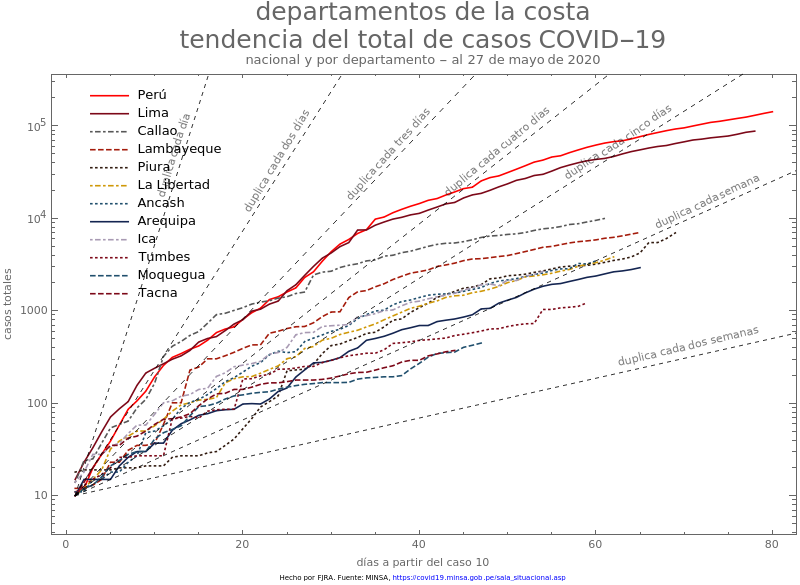 departamentos de la costa
tendencia del total de casos COVID−19
nacional y por departamento − al 27 de mayo de 2020
casos totales
10^5
10^4
1000
100
10
Perú
Lima
Callao
Lambayeque
Piura
La Libertad
Ancash
Arequipa
Ica
Tumbes
Moquegua
Tacna
duplica cada día
duplica cada dos días
duplica cada tres días
duplica cada cuatro días
duplica cada cinco días
duplica cada semana
duplica cada dos semanas
0 20 40 60 80
días a partir del caso 10
Hecho por FJRA. Fuente: MINSA, https://covid19.minsa.gob.pe/sala_situacional.asp